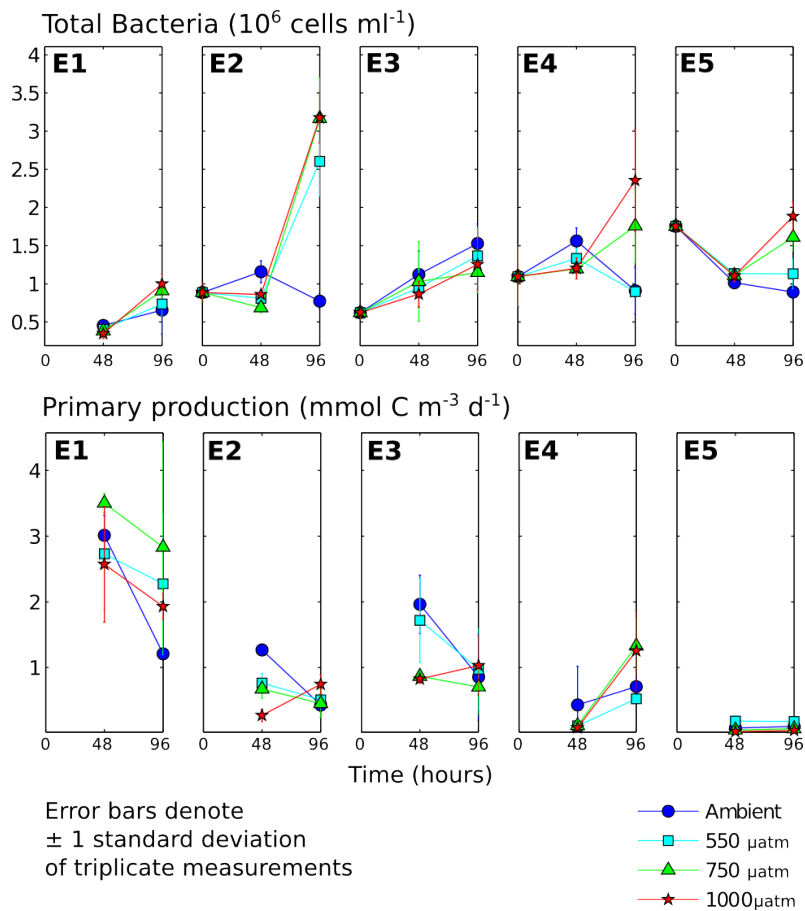 Total Bacteria (10⁶ cells ml⁻¹)
E1 E2 E3 E4 E5
4
3.5
3
2.5
2
1.5
1
0.5
0 48 96 0 48 96 0 48 96 0 48 96 0 48 96
Primary production (mmol C m⁻³ d⁻¹)
E1 E2 E3 E4 E5
4
3
2
1
0 48 96 0 48 96 0 48 96 0 48 96 0 48 96
Time (hours)
Error bars denote
± 1 standard deviation
of triplicate measurements
Ambient
550 µatm
750 µatm
1000µatm